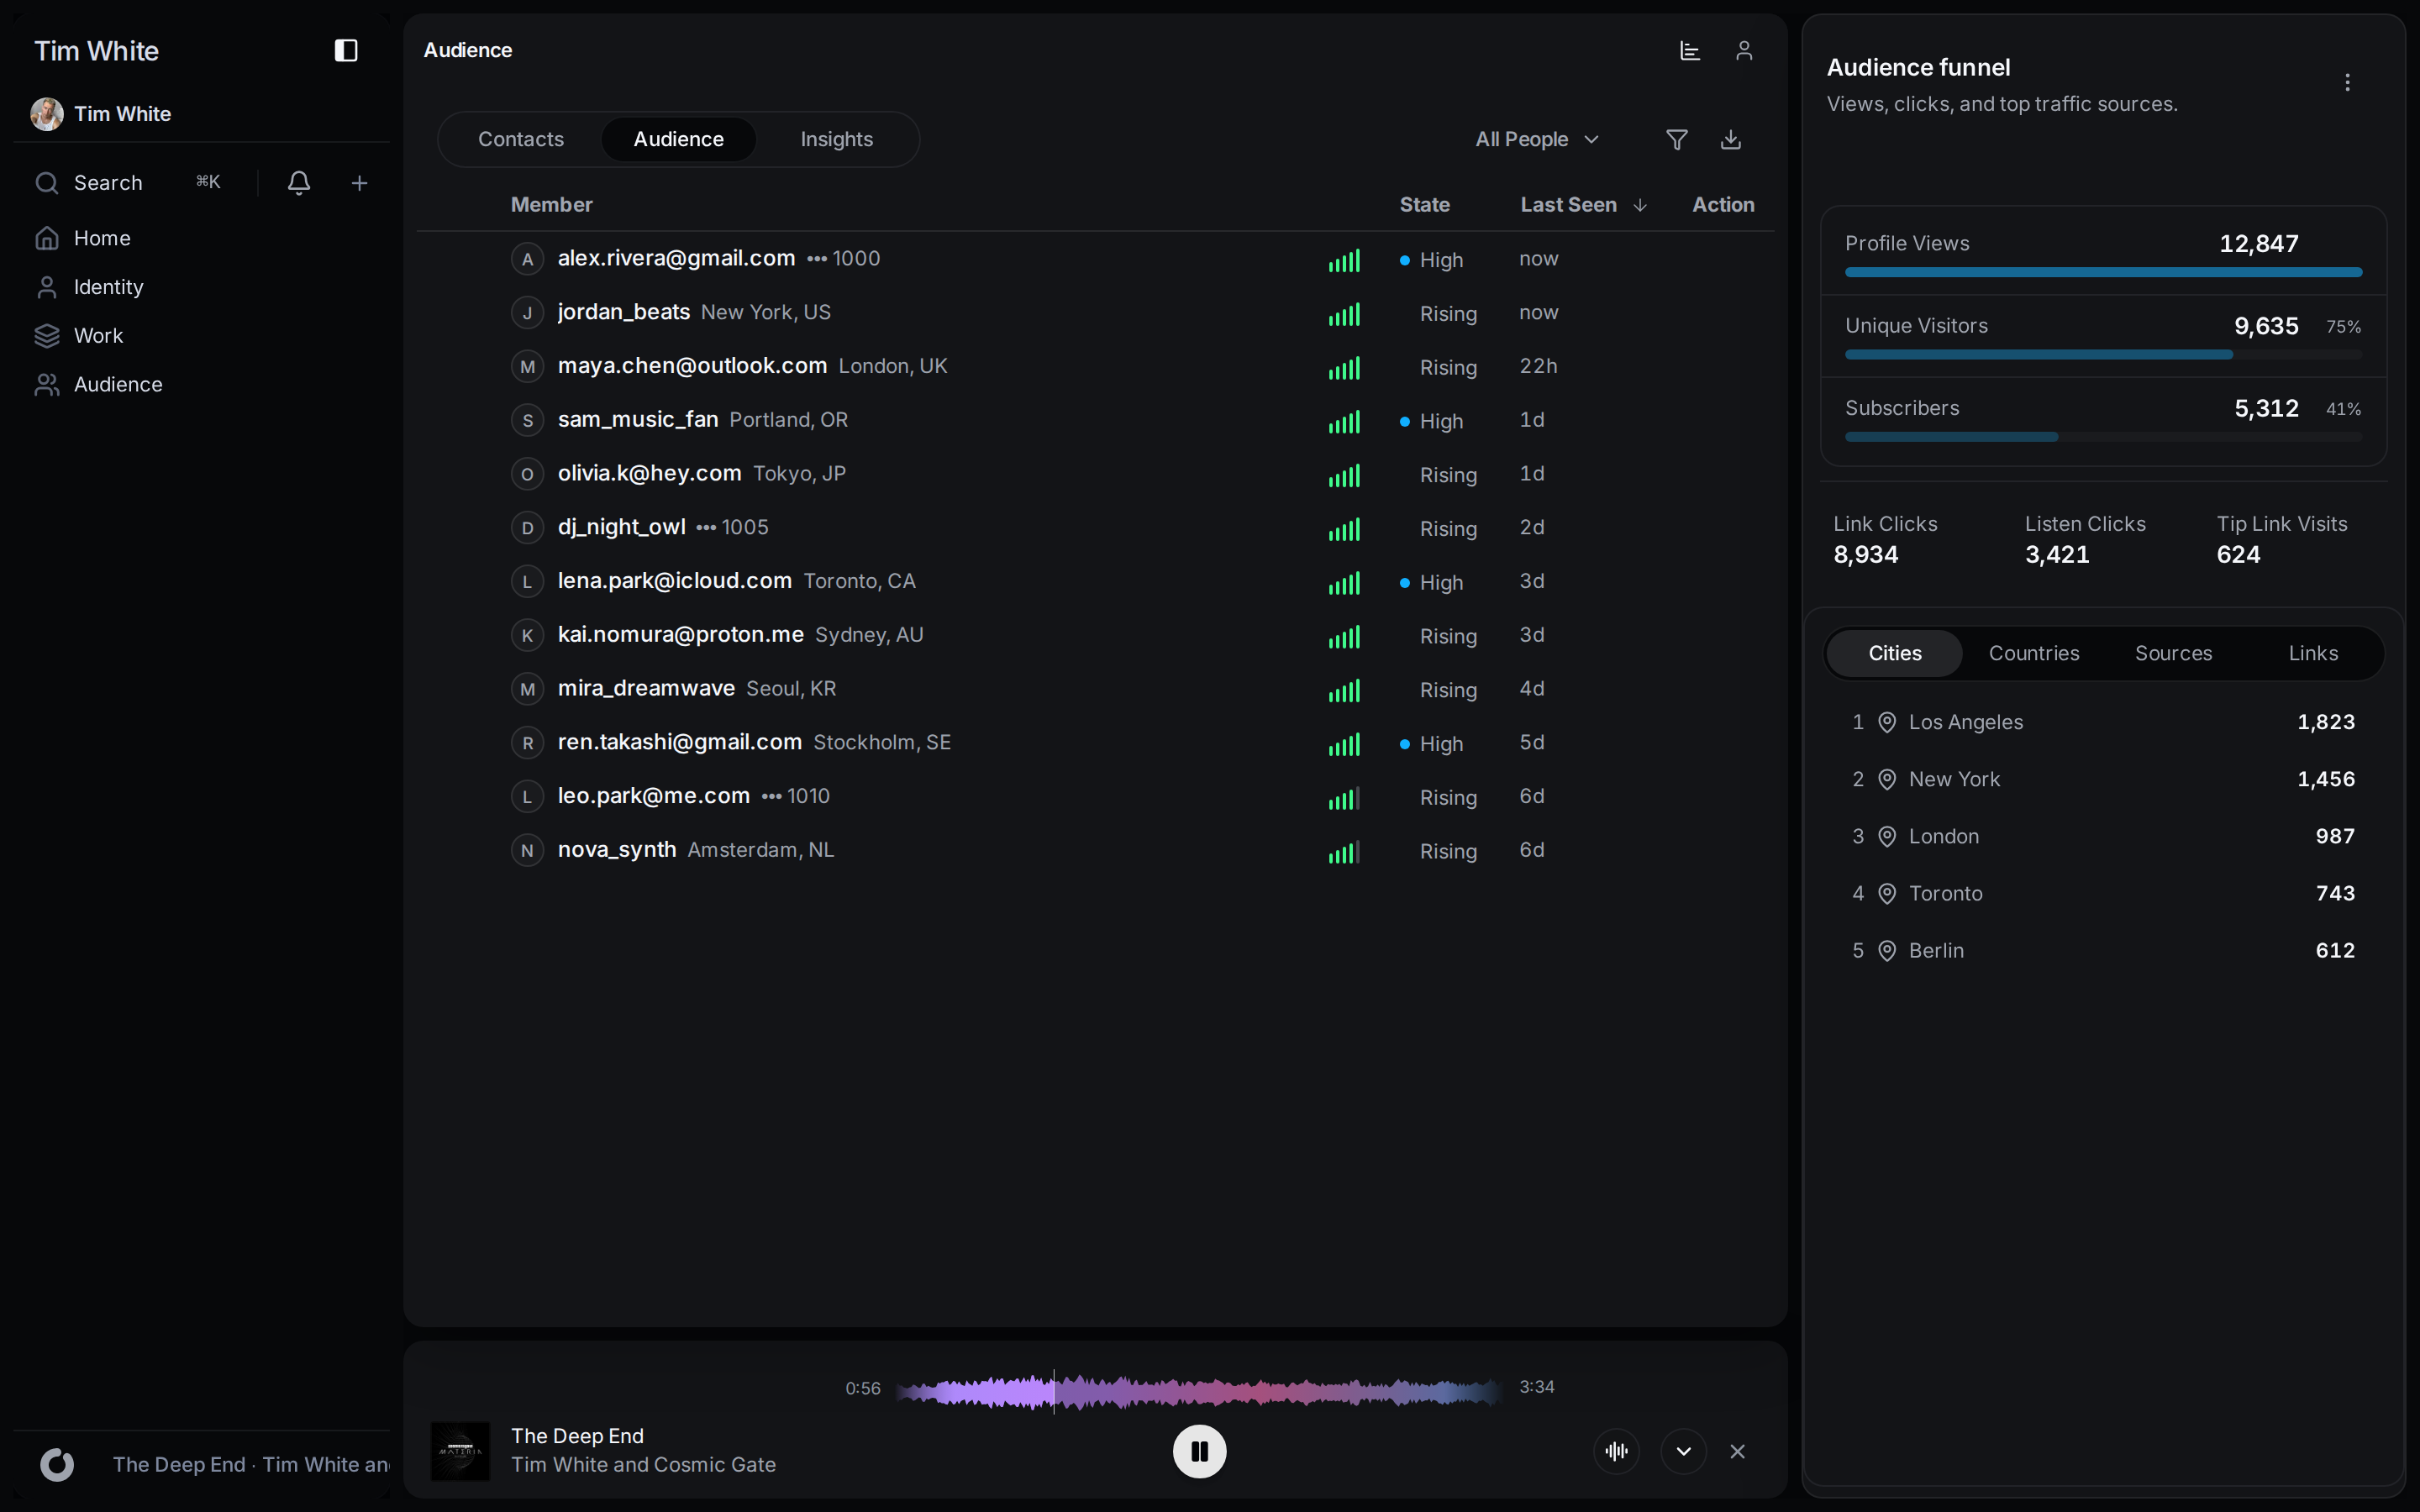 Tim White
Tim White
Search ⌘K
Home
Identity
Work
Audience
The Deep End · Tim White an
Audience
Contacts Audience Insights All People
Member State Last Seen ↓ Action
A alex.rivera@gmail.com ••• 1000 High now
J jordan_beats New York, US Rising now
M maya.chen@outlook.com London, UK Rising 22h
S sam_music_fan Portland, OR High 1d
O olivia.k@hey.com Tokyo, JP Rising 1d
D dj_night_owl ••• 1005 Rising 2d
L lena.park@icloud.com Toronto, CA High 3d
K kai.nomura@proton.me Sydney, AU Rising 3d
M mira_dreamwave Seoul, KR Rising 4d
R ren.takashi@gmail.com Stockholm, SE High 5d
L leo.park@me.com ••• 1010 Rising 6d
N nova_synth Amsterdam, NL Rising 6d
0:56 3:34
The Deep End
Tim White and Cosmic Gate
Audience funnel
Views, clicks, and top traffic sources.
Profile Views 12,847
Unique Visitors 9,635 75%
Subscribers 5,312 41%
Link Clicks Listen Clicks Tip Link Visits
8,934 3,421 624
Cities Countries Sources Links
1 Los Angeles 1,823
2 New York 1,456
3 London 987
4 Toronto 743
5 Berlin 612